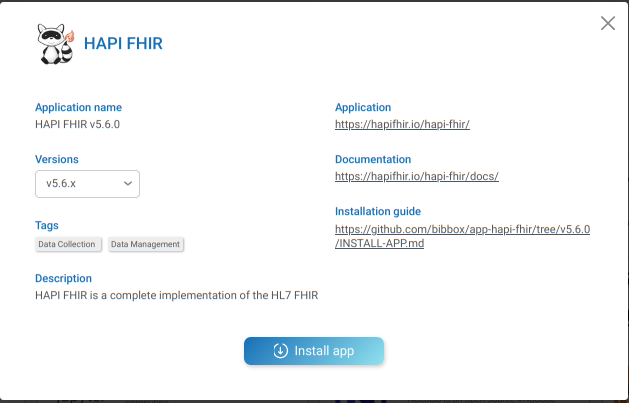 HAPI FHIR
Application name
HAPI FHIR v5.6.0
Versions
v5.6.x
Tags
Data Collection
Data Management
Description
HAPI FHIR is a complete implementation of the HL7 FHIR
Application
https://hapifhir.io/hapi-fhir/
Documentation
https://hapifhir.io/hapi-fhir/docs/
Installation guide
https://github.com/bibbox/app-hapi-fhir/tree/v5.6.0
/INSTALL-APP.md
Install app